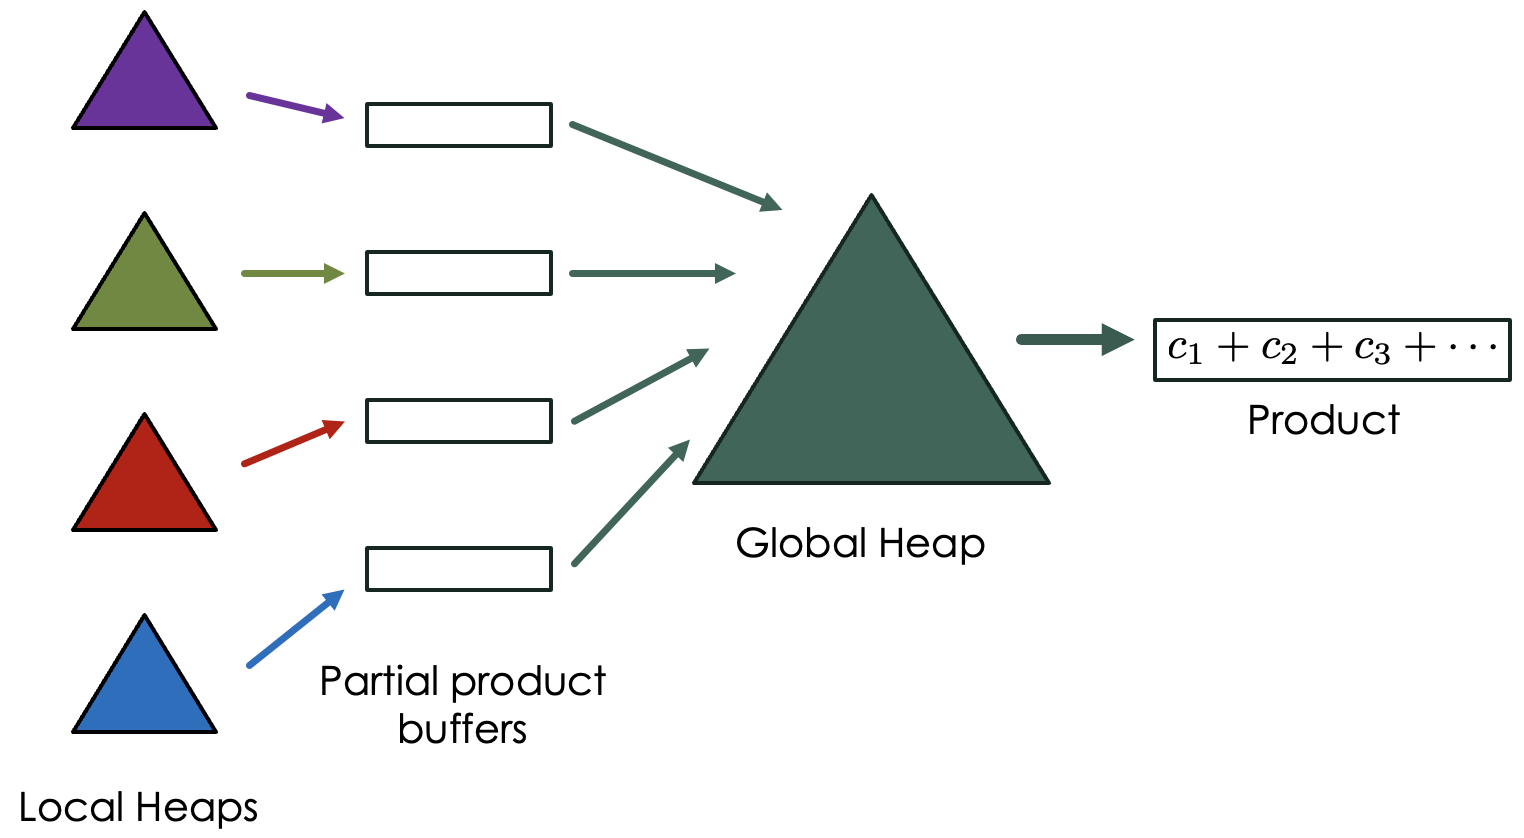 c₁ + c₂ + c₃ + ⋯
Product
Global Heap
Partial product
buffers
Local Heaps